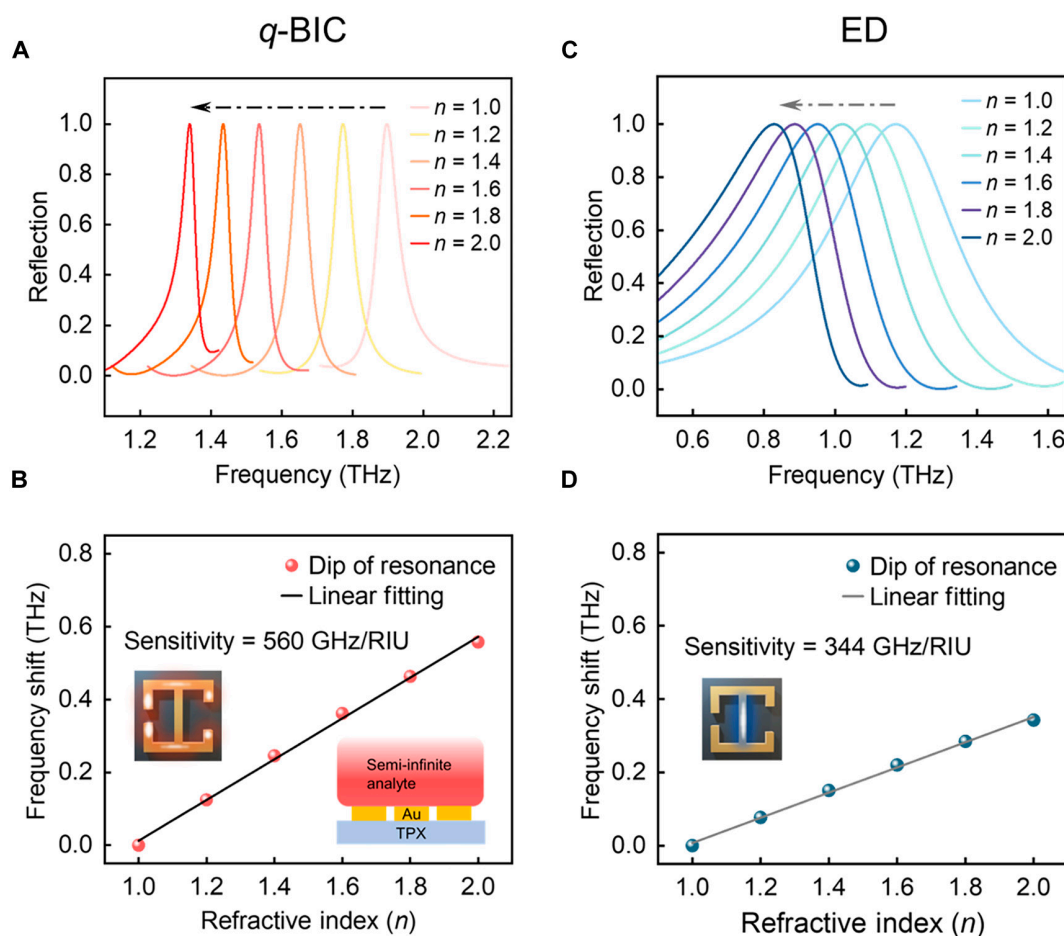 q-BIC
A
n = 1.0
n = 1.2
n = 1.4
n = 1.6
n = 1.8
n = 2.0
Reflection
1.0
0.8
0.6
0.4
0.2
0.0
1.2 1.4 1.6 1.8 2.0 2.2
Frequency (THz)
ED
C
n = 1.0
n = 1.2
n = 1.4
n = 1.6
n = 1.8
n = 2.0
Reflection
1.0
0.8
0.6
0.4
0.2
0.0
0.6 0.8 1.0 1.2 1.4 1.6
Frequency (THz)
B
Dip of resonance
Linear fitting
Sensitivity = 560 GHz/RIU
Semi-infinite
analyte
Au
TPX
Frequency shift (THz)
0.8
0.6
0.4
0.2
0.0
1.0 1.2 1.4 1.6 1.8 2.0
Refractive index (n)
D
Dip of resonance
Linear fitting
Sensitivity = 344 GHz/RIU
Frequency shift (THz)
0.8
0.6
0.4
0.2
0.0
1.0 1.2 1.4 1.6 1.8 2.0
Refractive index (n)